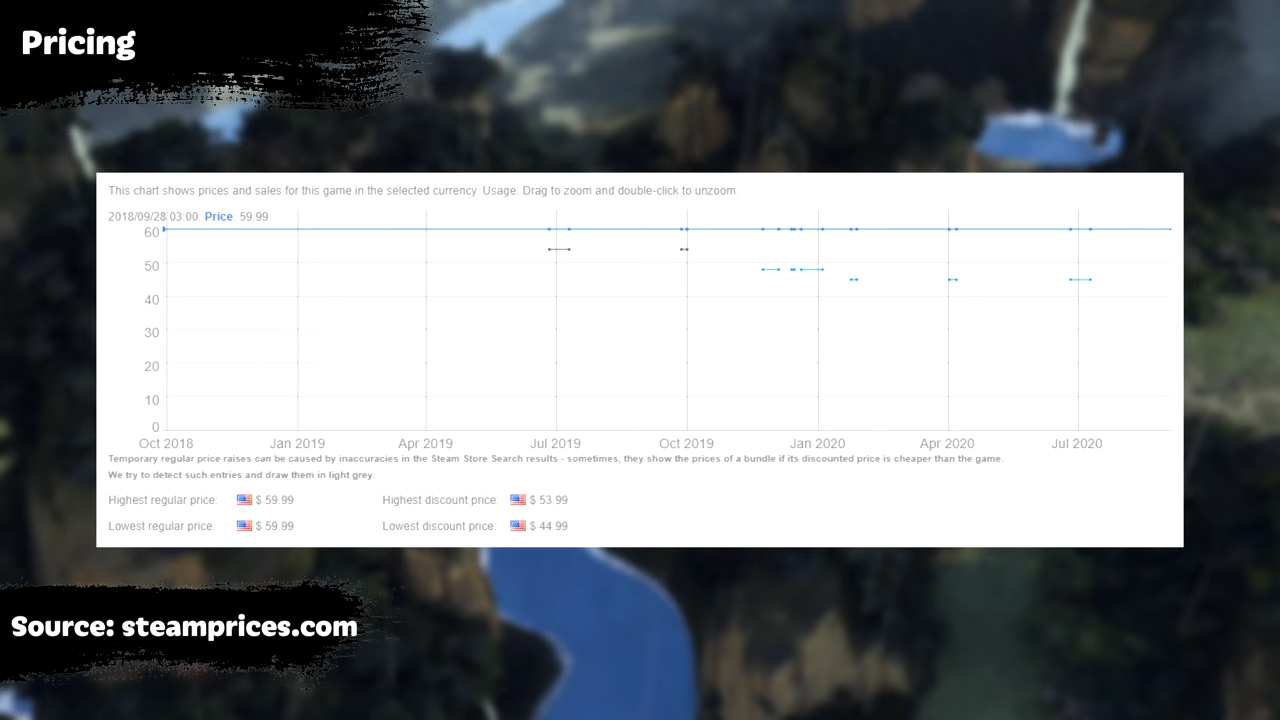 Pricing
This chart shows prices and sales for this game in the selected currency. Usage: Drag to zoom and double-click to unzoom.
2018/09/28 03:00: Price: 59.99
60
50
40
30
20
10
0
Oct 2018 Jan 2019 Apr 2019 Jul 2019 Oct 2019 Jan 2020 Apr 2020 Jul 2020
Temporary regular price raises can be caused by inaccuracies in the Steam Store Search results - sometimes, they show the prices of a bundle if its discounted price is cheaper than the game.
We try to detect such entries and draw them in light grey.
Highest regular price: $ 59.99 Highest discount price: $ 53.99
Lowest regular price: $ 59.99 Lowest discount price: $ 44.99
Source: steamprices.com